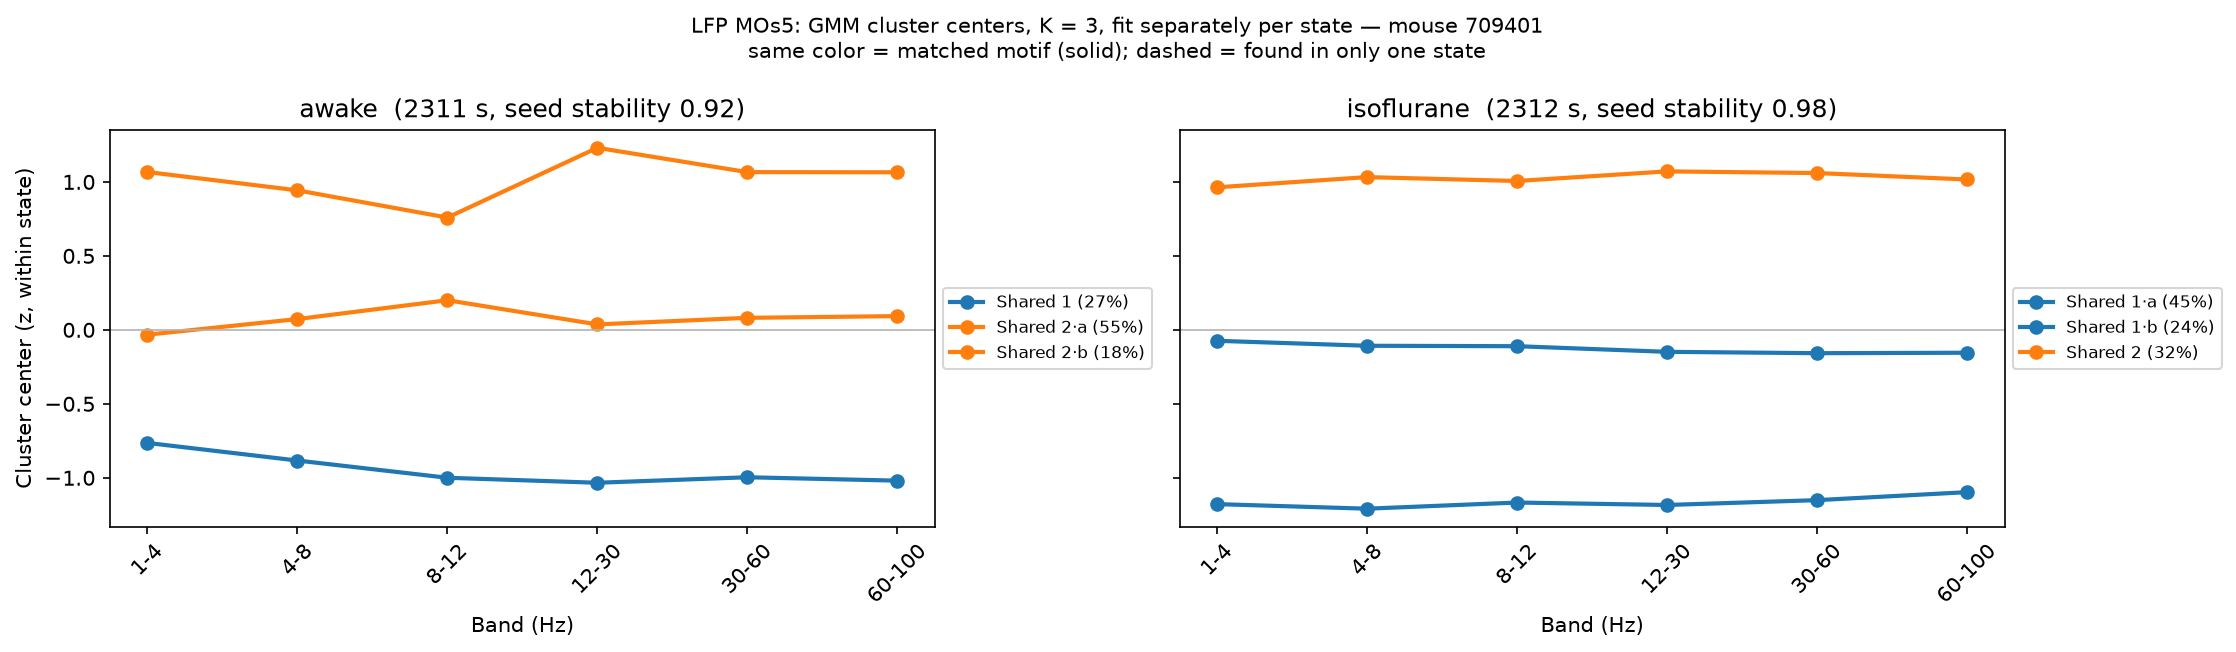 LFP MOs5: GMM cluster centers, K = 3, fit separately per state — mouse 709401
same color = matched motif (solid); dashed = found in only one state
awake  (2311 s, seed stability 0.92)
Cluster center (z, within state)
1.0
0.5
0.0
−0.5
−1.0
1-4
4-8
8-12
12-30
30-60
60-100
Band (Hz)
Shared 1 (27%)
Shared 2·a (55%)
Shared 2·b (18%)
isoflurane  (2312 s, seed stability 0.98)
1-4
4-8
8-12
12-30
30-60
60-100
Band (Hz)
Shared 1·a (45%)
Shared 1·b (24%)
Shared 2 (32%)